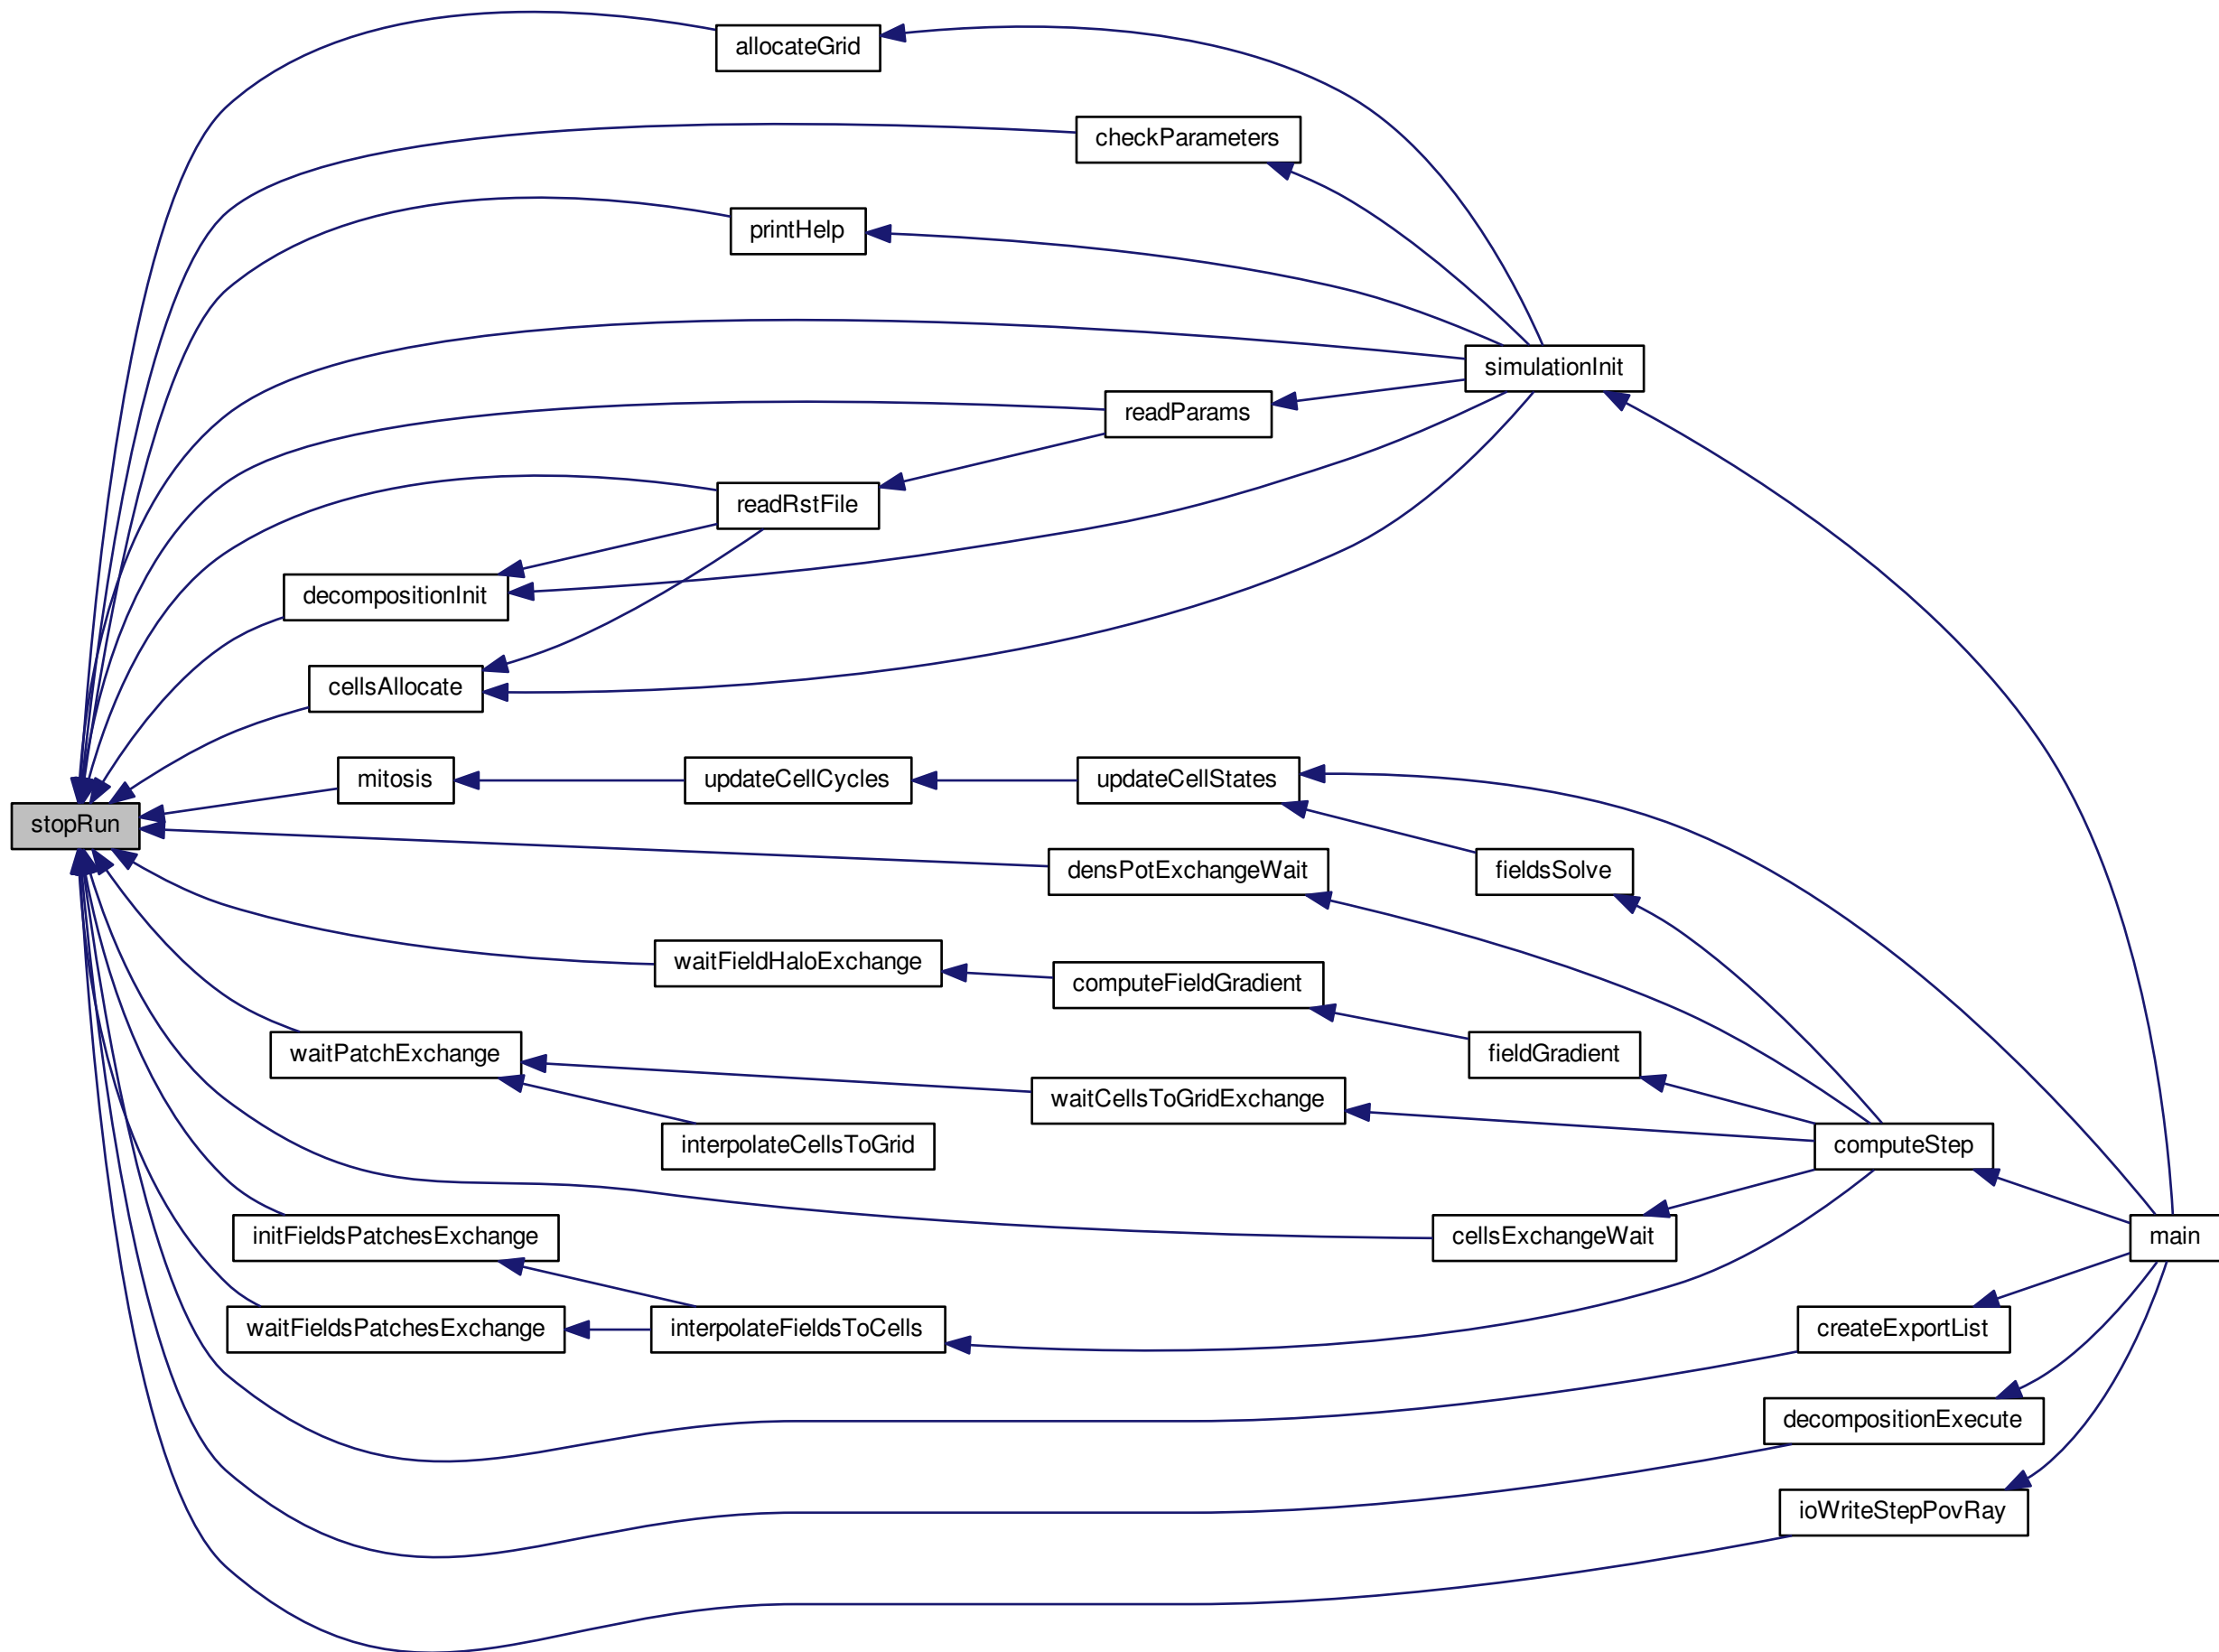 allocateGrid
checkParameters
printHelp
simulationInit
readParams
readRstFile
decompositionInit
cellsAllocate
mitosis
updateCellCycles
updateCellStates
stopRun
densPotExchangeWait
fieldsSolve
waitFieldHaloExchange
computeFieldGradient
waitPatchExchange
fieldGradient
waitCellsToGridExchange
interpolateCellsToGrid
computeStep
initFieldsPatchesExchange
cellsExchangeWait
main
waitFieldsPatchesExchange
interpolateFieldsToCells
createExportList
decompositionExecute
ioWriteStepPovRay